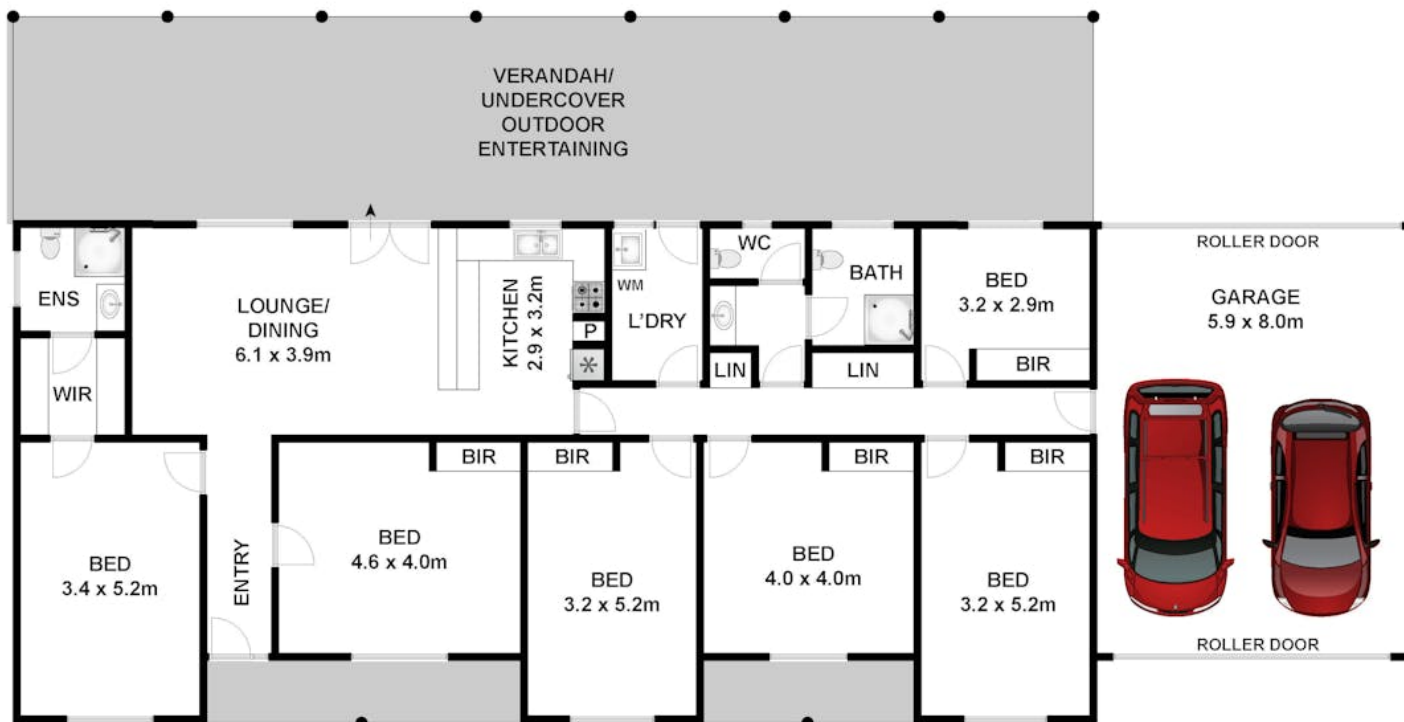 VERANDAH/
UNDERCOVER
OUTDOOR
ENTERTAINING
ENS
WIR
LOUNGE/
DINING
6.1 x 3.9m
KITCHEN
2.9 x 3.2m
P
WM
L'DRY
WC
LIN
BATH
LIN
BED
3.2 x 2.9m
BIR
ROLLER DOOR
GARAGE
5.9 x 8.0m
ROLLER DOOR
BED
3.4 x 5.2m
ENTRY
BIR
BED
4.6 x 4.0m
BIR
BED
3.2 x 5.2m
BIR
BED
4.0 x 4.0m
BIR
BED
3.2 x 5.2m